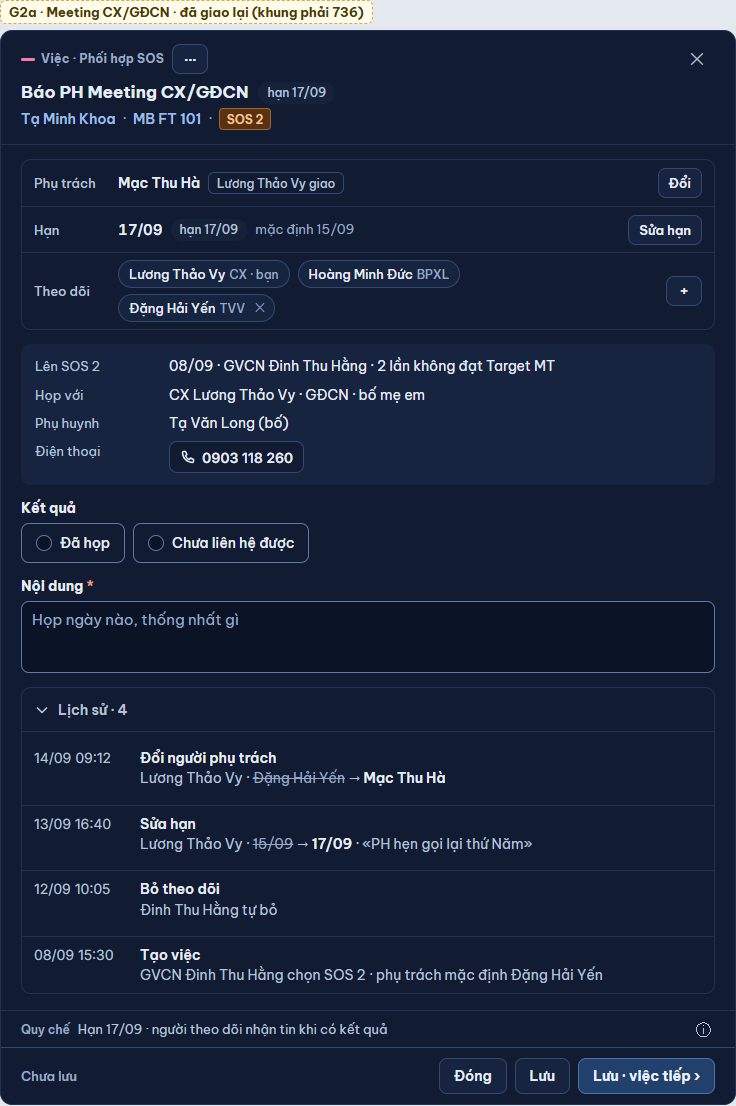 G2a · Meeting CX/GĐCN · đã giao lại (khung phải 736)
Việc · Phối hợp SOS ...
Báo PH Meeting CX/GĐCN hạn 17/09
Tạ Minh Khoa · MB FT 101 · SOS 2
Phụ trách Mạc Thu Hà Lương Thảo Vy giao Đổi
Hạn 17/09 hạn 17/09 mặc định 15/09 Sửa hạn
Theo dõi Lương Thảo Vy CX · bạn Hoàng Minh Đức BPXL +
Đặng Hải Yến TVV ×
Lên SOS 2 08/09 · GVCN Đinh Thu Hằng · 2 lần không đạt Target MT
Họp với CX Lương Thảo Vy · GĐCN · bố mẹ em
Phụ huynh Tạ Văn Long (bố)
Điện thoại 0903 118 260
Kết quả
Đã họp Chưa liên hệ được
Nội dung *
Họp ngày nào, thống nhất gì
Lịch sử · 4
14/09 09:12 Đổi người phụ trách
Lương Thảo Vy · Đặng Hải Yến → Mạc Thu Hà
13/09 16:40 Sửa hạn
Lương Thảo Vy · 15/09 → 17/09 · «PH hẹn gọi lại thứ Năm»
12/09 10:05 Bỏ theo dõi
Đinh Thu Hằng tự bỏ
08/09 15:30 Tạo việc
GVCN Đinh Thu Hằng chọn SOS 2 · phụ trách mặc định Đặng Hải Yến
Quy chế Hạn 17/09 · người theo dõi nhận tin khi có kết quả
Chưa lưu Đóng Lưu Lưu · việc tiếp ›